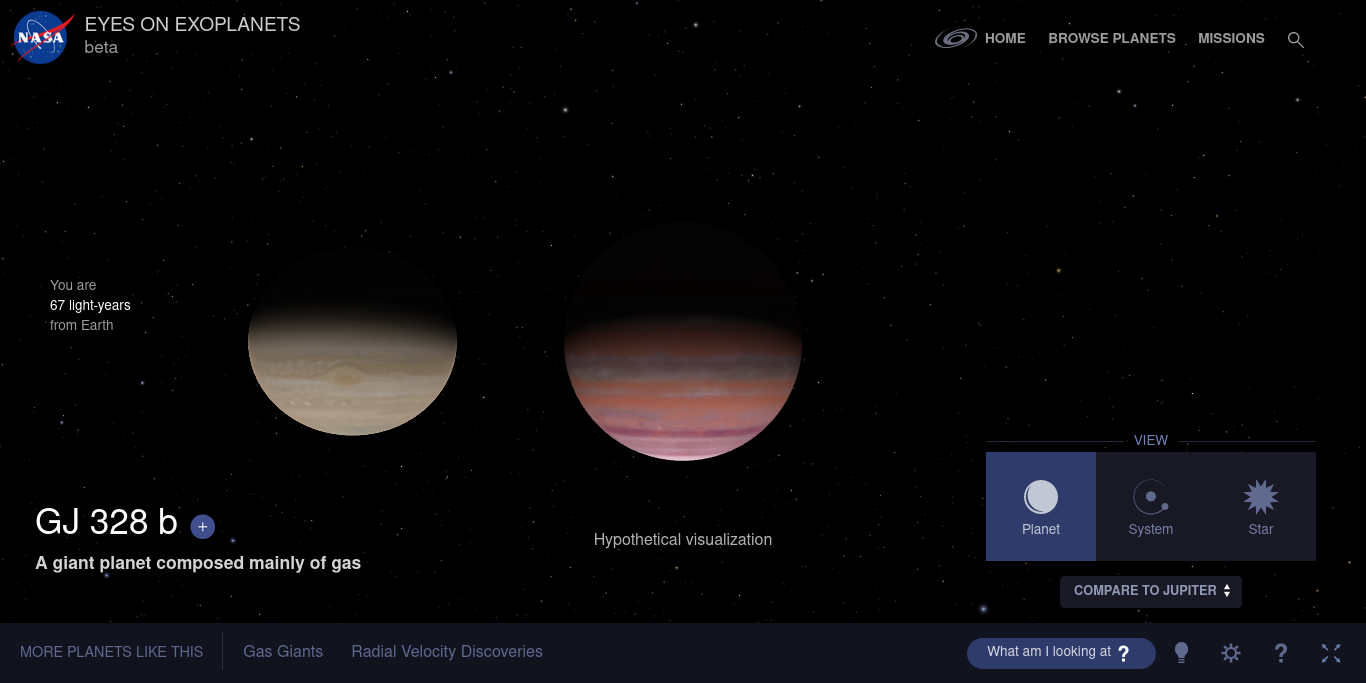 NASA
EYES ON EXOPLANETS
beta
HOME
BROWSE PLANETS
MISSIONS
You are
67 light-years
from Earth
GJ 328 b +
A giant planet composed mainly of gas
Hypothetical visualization
VIEW
Planet
System
Star
COMPARE TO JUPITER
MORE PLANETS LIKE THIS
Gas Giants
Radial Velocity Discoveries
What am I looking at ?
?